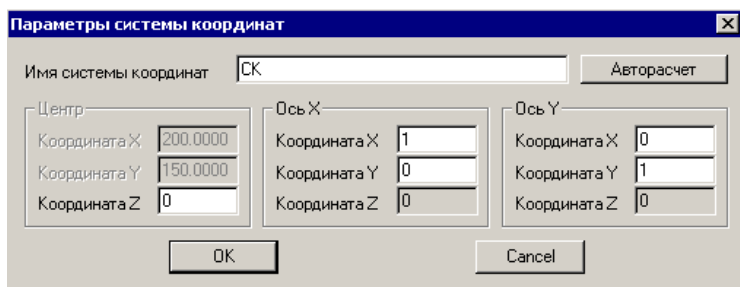 Параметры системы координат
Имя системы координат СК Авторасчет
Центр Ось X Ось Y
Координата X 200.0000 Координата X 1 Координата X 0
Координата Y 150.0000 Координата Y 0 Координата Y 1
Координата Z 0 Координата Z 0 Координата Z 0
OK Cancel